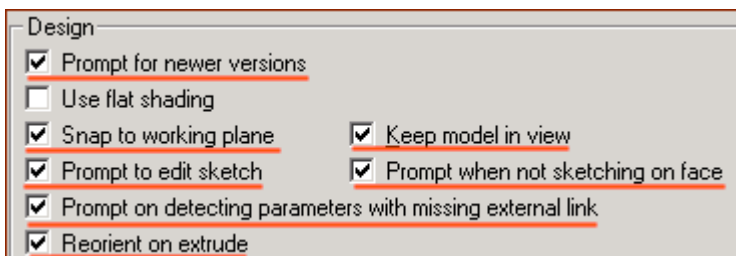 Design
Prompt for newer versions
Use flat shading
Snap to working plane Keep model in view
Prompt to edit sketch Prompt when not sketching on face
Prompt on detecting parameters with missing external link
Reorient on extrude